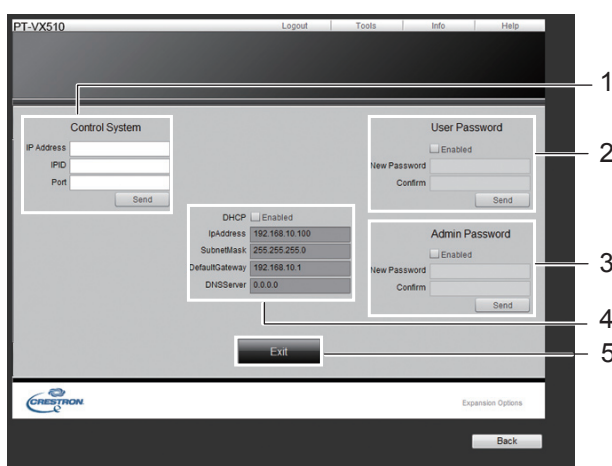 PT-VX510
Logout Tools Info Help
1
Control System
IP Address
IPID
Port
Send
User Password
Enabled
New Password
Confirm
Send
2
DHCP Enabled
IpAddress 192.168.10.100
SubnetMask 255.255.255.0
DefaultGateway 192.168.10.1
DNSServer 0.0.0.0
Admin Password
Enabled
New Password
Confirm
Send
3
4
Exit
5
CRESTRON
Expansion Options
Back